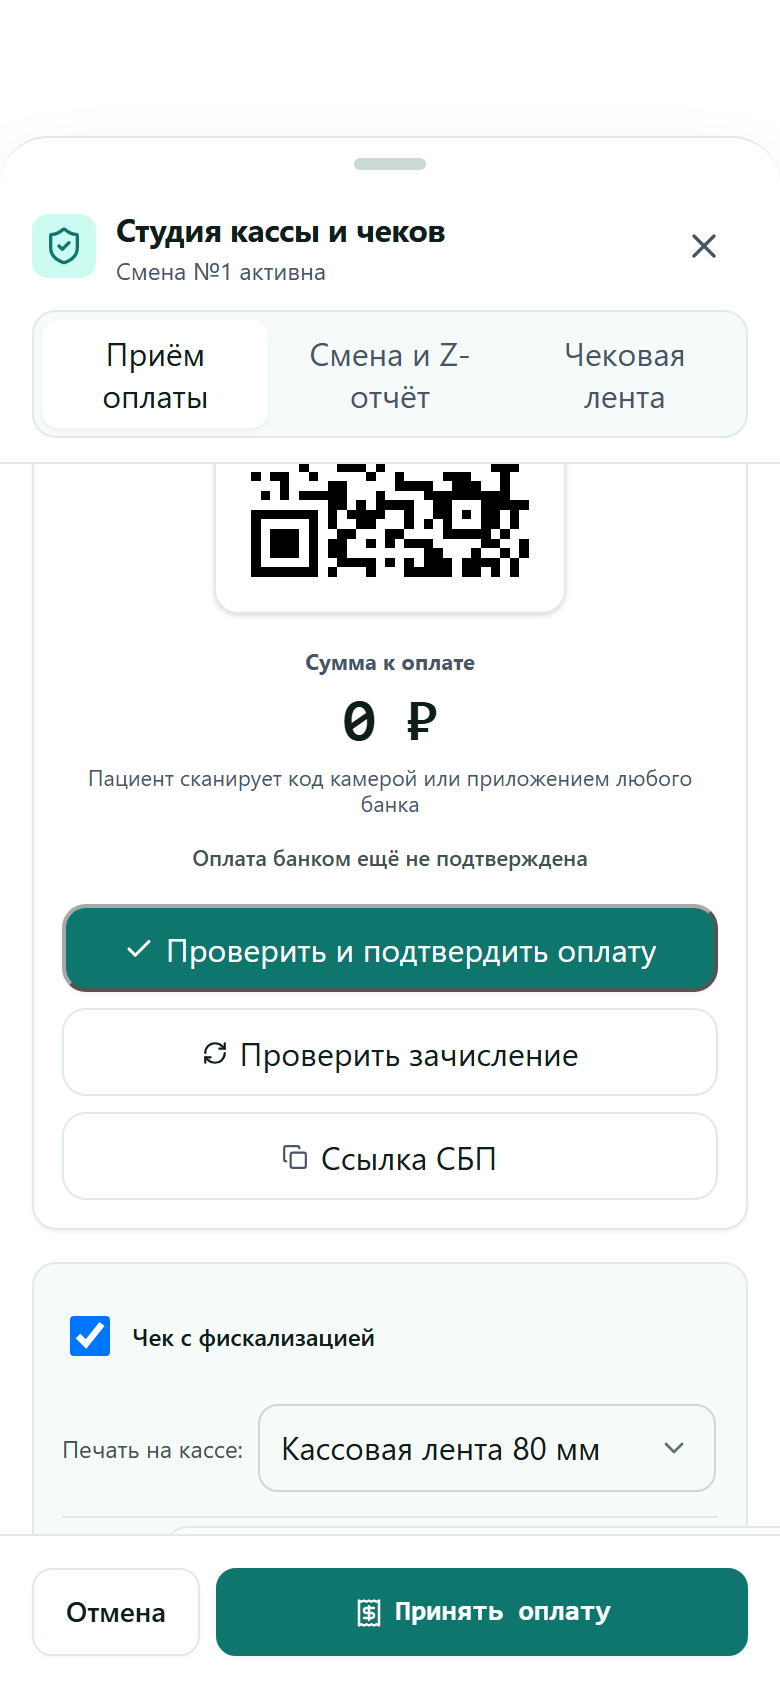 Студия кассы и чеков
Смена №1 активна
Приём
оплаты
Смена и Z-
отчёт
Чековая
лента
Сумма к оплате
0 ₽
Пациент сканирует код камерой или приложением любого
банка
Оплата банком ещё не подтверждена
Проверить и подтвердить оплату
Проверить зачисление
Ссылка СБП
Чек с фискализацией
Печать на кассе:
Кассовая лента 80 мм
Отмена
Принять оплату